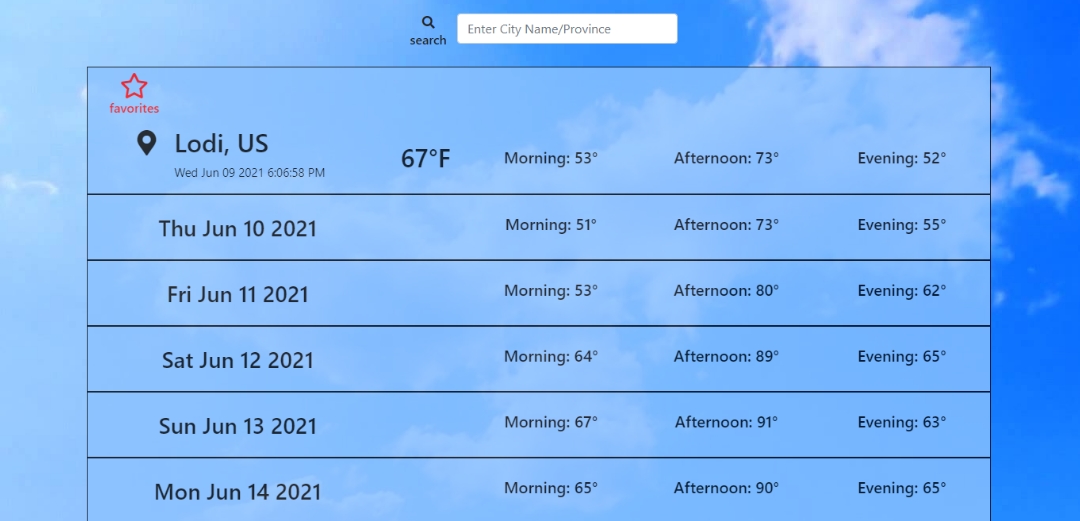 search
Enter City Name/Province
favorites
Lodi, US
Wed Jun 09 2021 6:06:58 PM
67°F
Morning: 53°
Afternoon: 73°
Evening: 52°
Thu Jun 10 2021
Morning: 51°
Afternoon: 73°
Evening: 55°
Fri Jun 11 2021
Morning: 53°
Afternoon: 80°
Evening: 62°
Sat Jun 12 2021
Morning: 64°
Afternoon: 89°
Evening: 65°
Sun Jun 13 2021
Morning: 67°
Afternoon: 91°
Evening: 63°
Mon Jun 14 2021
Morning: 65°
Afternoon: 90°
Evening: 65°